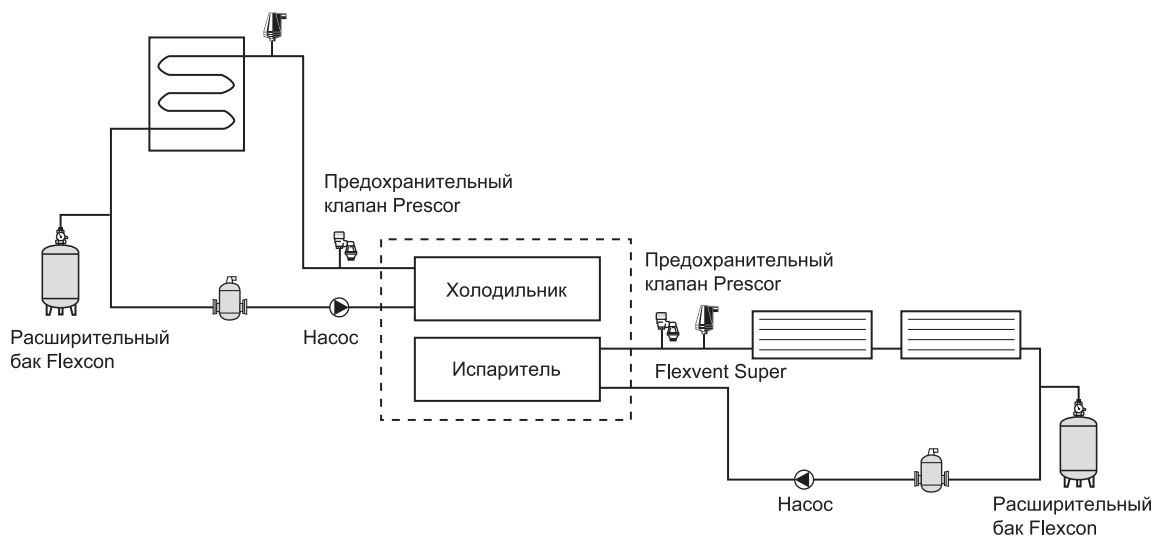 Предохранительный
клапан Prescor
Предохранительный
клапан Prescor
Холодильник
Расширительный
бак Flexcon
Насос
Испаритель
Flexvent Super
Насос
Расширительный
бак Flexcon